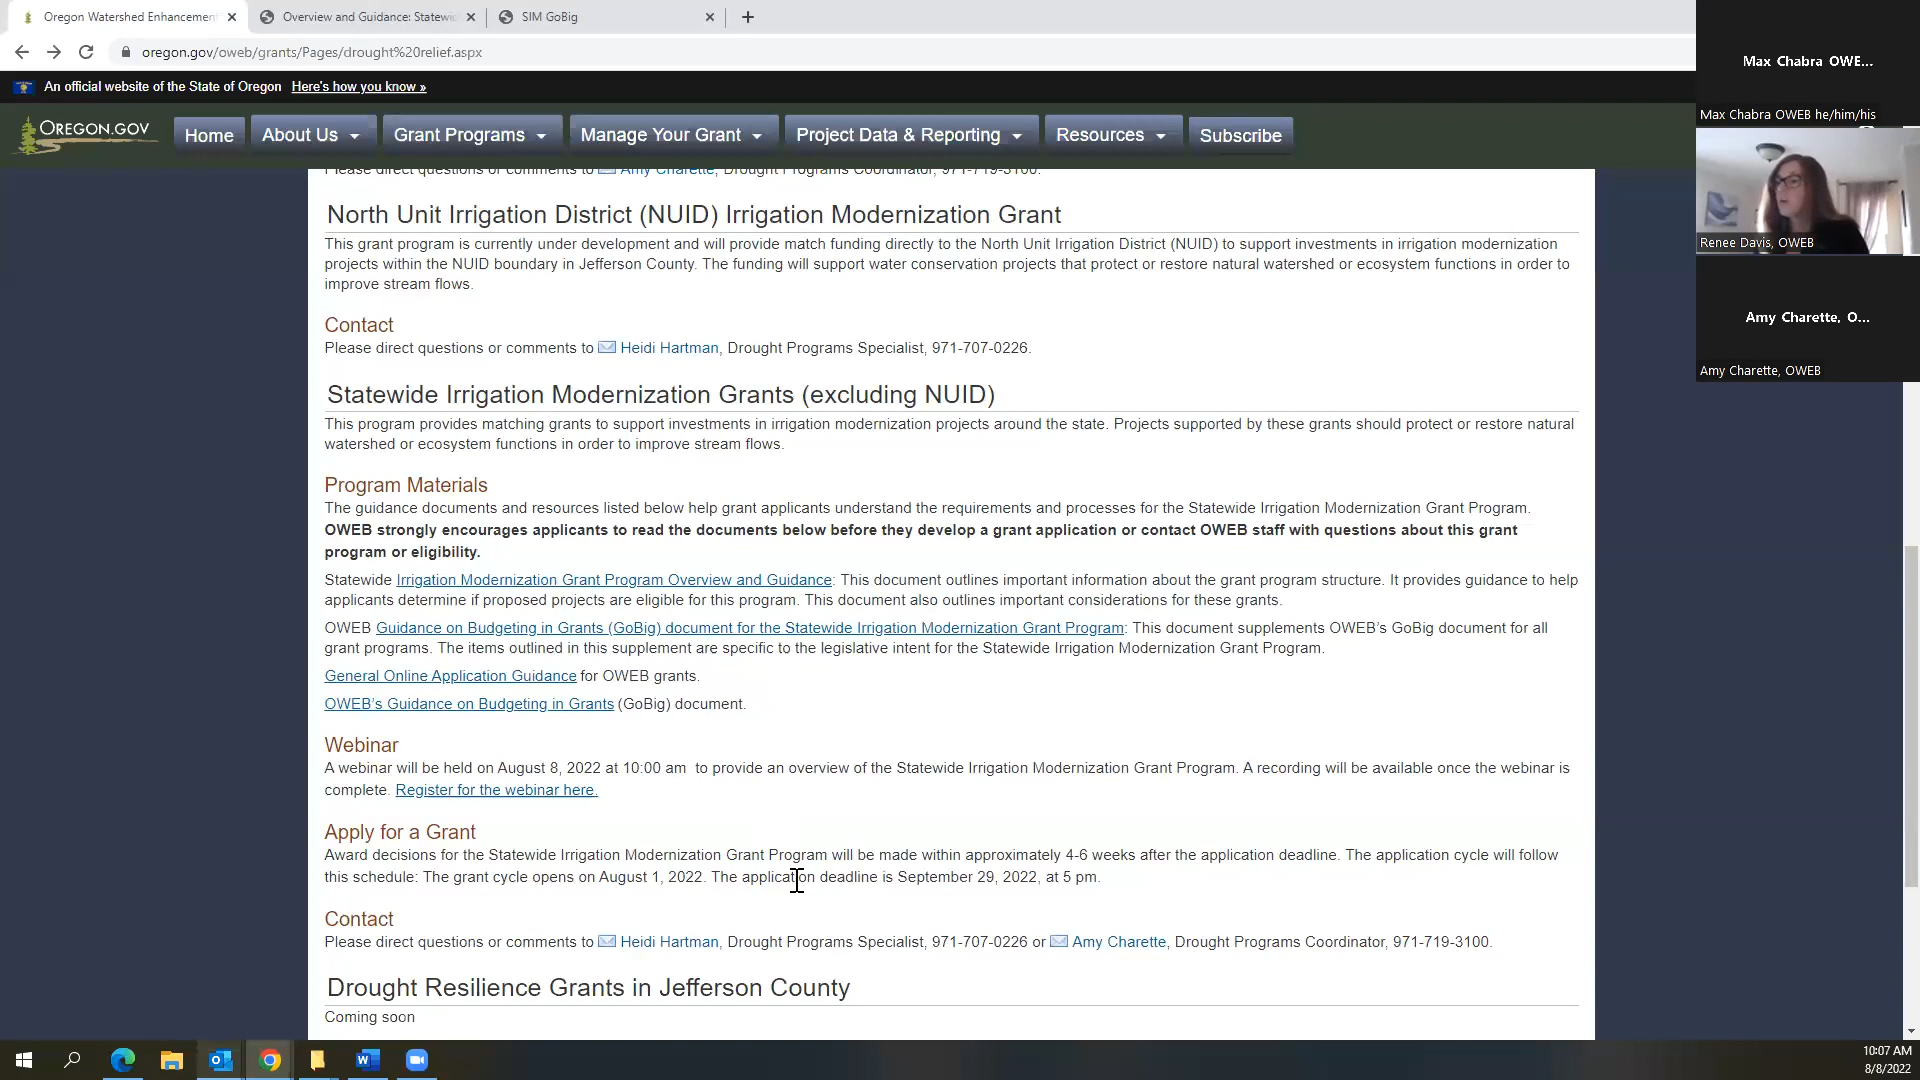 Oregon Watershed Enhancement
Overview and Guidance: Statewid
SIM GoBig
oregon.gov/oweb/grants/Pages/drought%20relief.aspx
An official website of the State of Oregon Here's how you know »
OREGON.GOV
Home
About Us
Grant Programs
Manage Your Grant
Project Data & Reporting
Resources
Subscribe
Please direct questions or comments to Amy Charette, Drought Programs Coordinator, 971-719-3100.
North Unit Irrigation District (NUID) Irrigation Modernization Grant
This grant program is currently under development and will provide match funding directly to the North Unit Irrigation District (NUID) to support investments in irrigation modernization
projects within the NUID boundary in Jefferson County. The funding will support water conservation projects that protect or restore natural watershed or ecosystem functions in order to
improve stream flows.
Contact
Please direct questions or comments to Heidi Hartman, Drought Programs Specialist, 971-707-0226.
Statewide Irrigation Modernization Grants (excluding NUID)
This program provides matching grants to support investments in irrigation modernization projects around the state. Projects supported by these grants should protect or restore natural
watershed or ecosystem functions in order to improve stream flows.
Program Materials
The guidance documents and resources listed below help grant applicants understand the requirements and processes for the Statewide Irrigation Modernization Grant Program.
OWEB strongly encourages applicants to read the documents below before they develop a grant application or contact OWEB staff with questions about this grant
program or eligibility.
Statewide Irrigation Modernization Grant Program Overview and Guidance: This document outlines important information about the grant program structure. It provides guidance to help
applicants determine if proposed projects are eligible for this program. This document also outlines important considerations for these grants.
OWEB Guidance on Budgeting in Grants (GoBig) document for the Statewide Irrigation Modernization Grant Program: This document supplements OWEB's GoBig document for all
grant programs. The items outlined in this supplement are specific to the legislative intent for the Statewide Irrigation Modernization Grant Program.
General Online Application Guidance for OWEB grants.
OWEB's Guidance on Budgeting in Grants (GoBig) document.
Webinar
A webinar will be held on August 8, 2022 at 10:00 am to provide an overview of the Statewide Irrigation Modernization Grant Program. A recording will be available once the webinar is
complete. Register for the webinar here.
Apply for a Grant
Award decisions for the Statewide Irrigation Modernization Grant Program will be made within approximately 4-6 weeks after the application deadline. The application cycle will follow
this schedule: The grant cycle opens on August 1, 2022. The application deadline is September 29, 2022, at 5 pm.
Contact
Please direct questions or comments to Heidi Hartman, Drought Programs Specialist, 971-707-0226 or Amy Charette, Drought Programs Coordinator, 971-719-3100.
Drought Resilience Grants in Jefferson County
Coming soon
Max Chabra OWE...
Max Chabra OWEB he/him/his
Renee Davis, OWEB
Amy Charette, O...
Amy Charette, OWEB
10:07 AM
8/8/2022